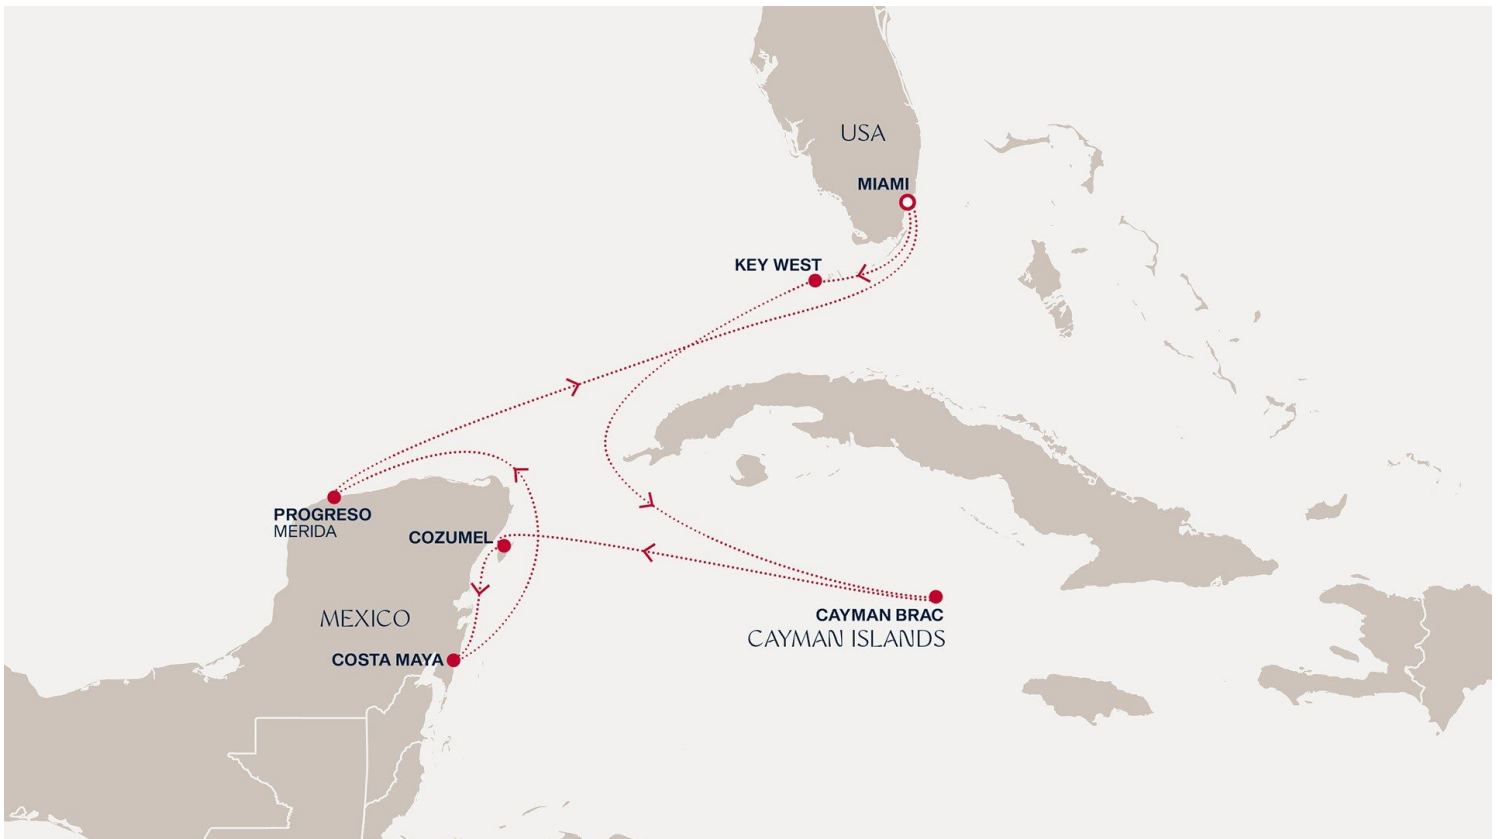 USA
MIAMI
KEY WEST
PROGRESO
MERIDA
COZUMEL
MEXICO
CAYMAN BRAC
CAYMAN ISLANDS
COSTA MAYA